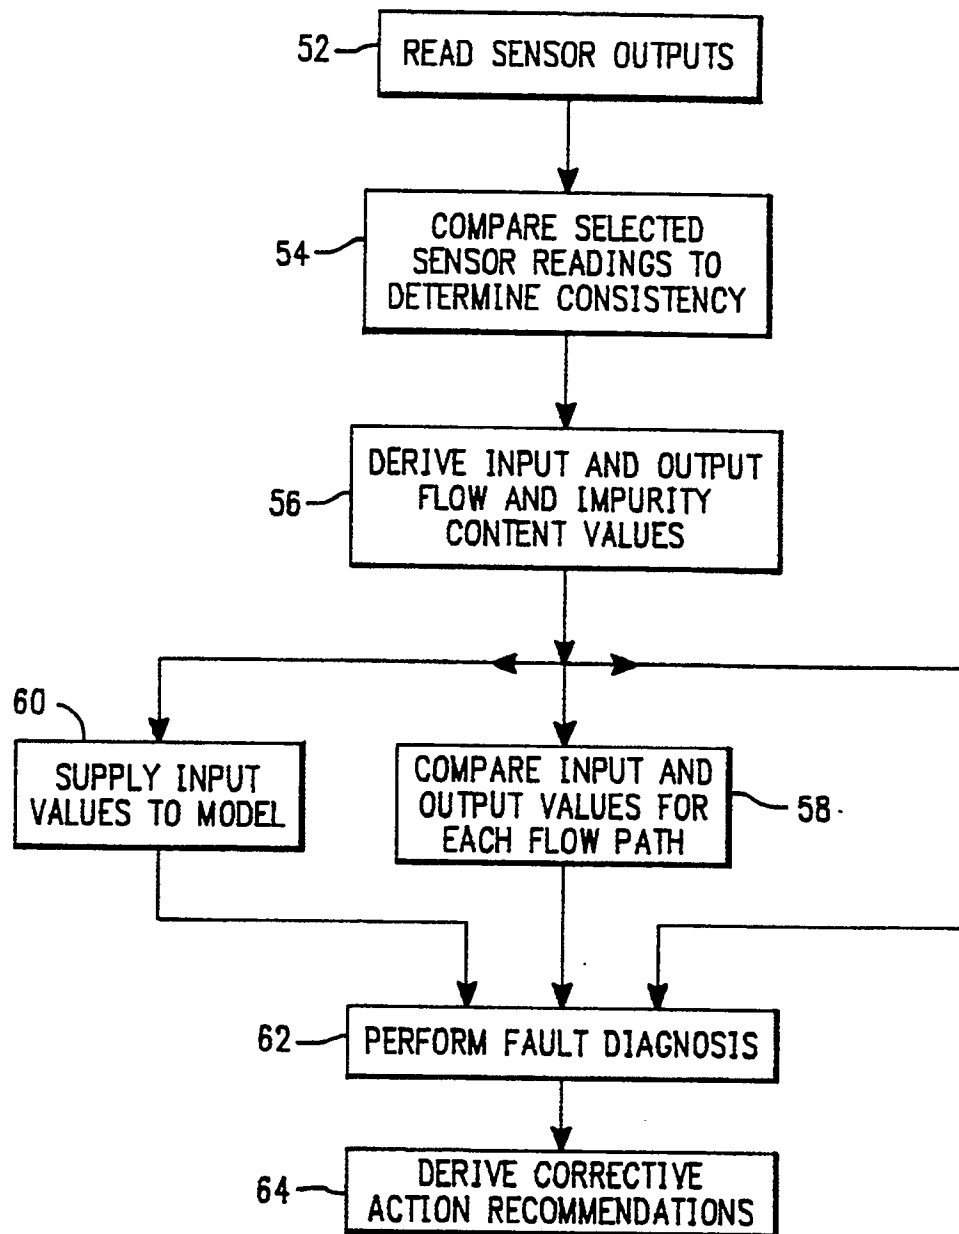 52
READ SENSOR OUTPUTS
54
COMPARE SELECTED
SENSOR READINGS TO
DETERMINE CONSISTENCY
56
DERIVE INPUT AND OUTPUT
FLOW AND IMPURITY
CONTENT VALUES
60
SUPPLY INPUT
VALUES TO MODEL
COMPARE INPUT AND
OUTPUT VALUES FOR
EACH FLOW PATH
58
62
PERFORM FAULT DIAGNOSIS
64
DERIVE CORRECTIVE
ACTION RECOMMENDATIONS